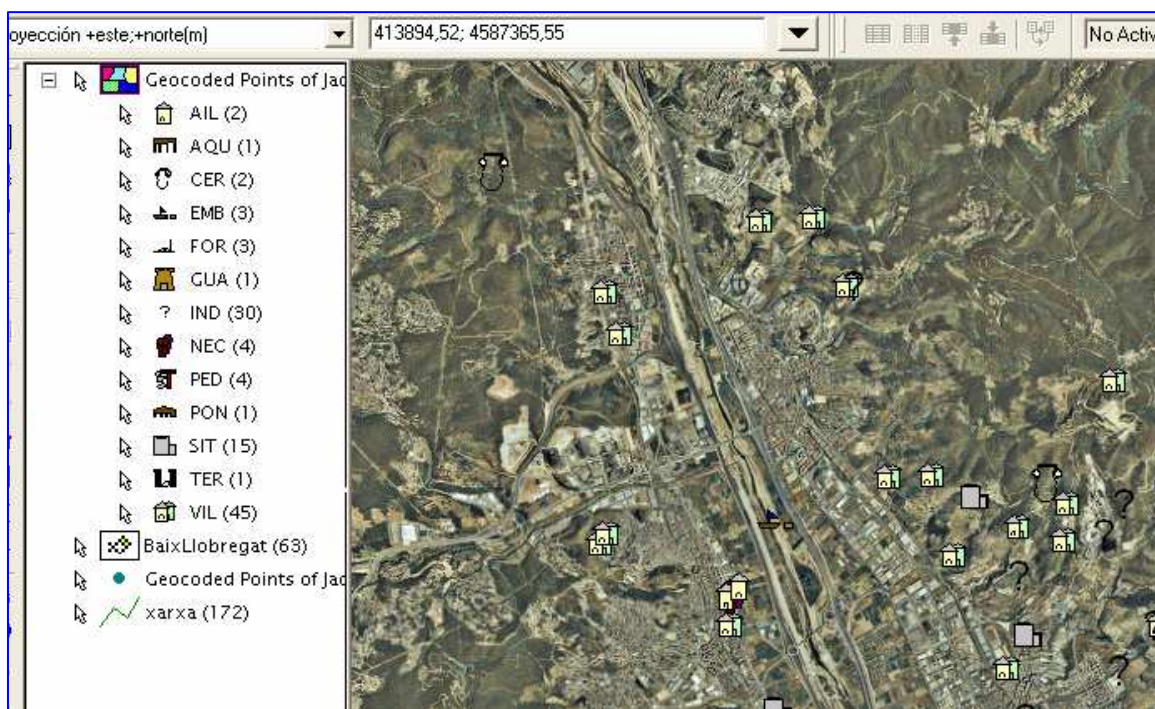 oyección +este;+norte(m)
413894,52; 4587365,55
No Activ
Geocoded Points of Jac
AIL (2)
AQU (1)
CER (2)
EMB (3)
FOR (3)
GUA (1)
IND (30)
NEC (4)
PED (4)
PON (1)
SIT (15)
TER (1)
VIL (45)
BaixLlobregat (63)
Geocoded Points of Jac
xarxa (172)